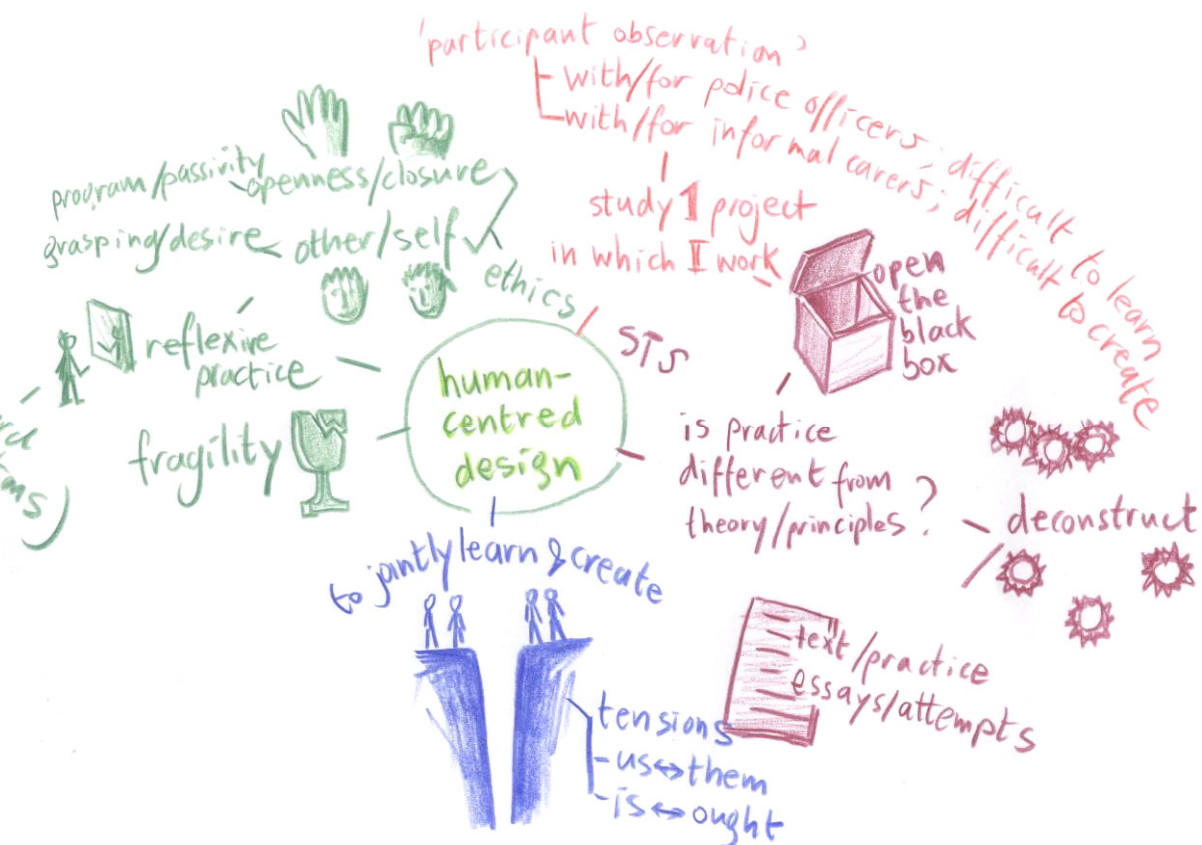 'participant observation'
with/for police officers; difficult to learn
with/for informal carers; difficult to create
study 1 project
in which I work
open
the
black
box
program/passivity
openness/closure
grasping/desire
other/self
ethics
STS
reflexive
practice
fragility
human-
centred
design
is practice
different from
theory/principles?
deconstruct
to jointly learn & create
text/practice
essays/attempts
tensions
-us↔them
-is↔ought